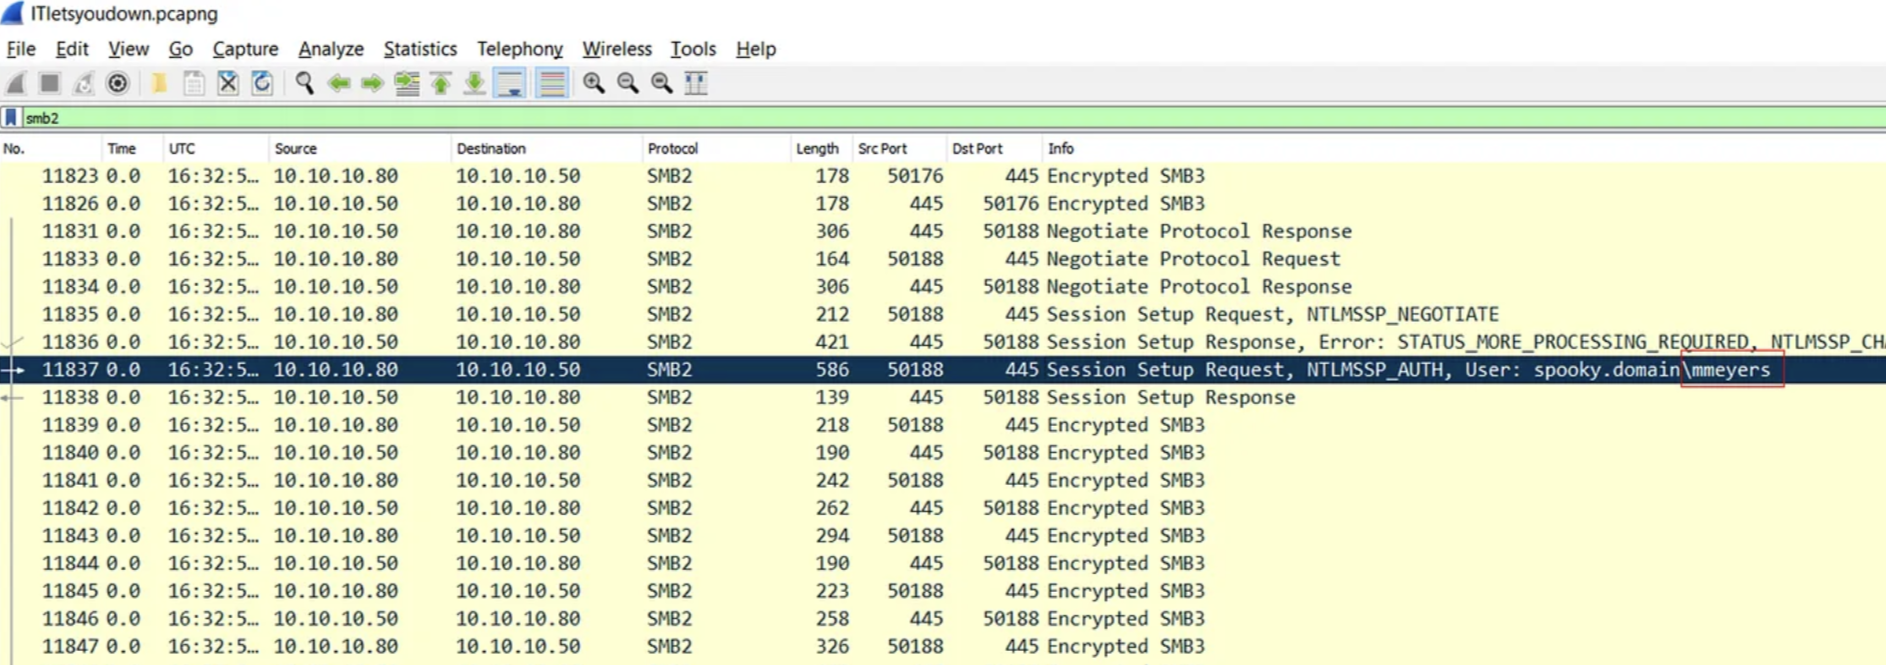 ITletsyoudown.pcapng
File Edit View Go Capture Analyze Statistics Telephony Wireless Tools Help
smb2
No. Time UTC Source Destination Protocol Length Src Port Dst Port Info
11823 0.0 16:32:5… 10.10.10.80 10.10.10.50 SMB2 178 50176 445 Encrypted SMB3
11826 0.0 16:32:5… 10.10.10.50 10.10.10.80 SMB2 178 445 50176 Encrypted SMB3
11831 0.0 16:32:5… 10.10.10.50 10.10.10.80 SMB2 306 445 50188 Negotiate Protocol Response
11833 0.0 16:32:5… 10.10.10.80 10.10.10.50 SMB2 164 50188 445 Negotiate Protocol Request
11834 0.0 16:32:5… 10.10.10.50 10.10.10.80 SMB2 306 445 50188 Negotiate Protocol Response
11835 0.0 16:32:5… 10.10.10.80 10.10.10.50 SMB2 212 50188 445 Session Setup Request, NTLMSSP_NEGOTIATE
11836 0.0 16:32:5… 10.10.10.50 10.10.10.80 SMB2 421 445 50188 Session Setup Response, Error: STATUS_MORE_PROCESSING_REQUIRED, NTLMSSP_CHA
11837 0.0 16:32:5… 10.10.10.80 10.10.10.50 SMB2 586 50188 445 Session Setup Request, NTLMSSP_AUTH, User: spooky.domain\mmeyers
11838 0.0 16:32:5… 10.10.10.50 10.10.10.80 SMB2 139 445 50188 Session Setup Response
11839 0.0 16:32:5… 10.10.10.80 10.10.10.50 SMB2 218 50188 445 Encrypted SMB3
11840 0.0 16:32:5… 10.10.10.50 10.10.10.80 SMB2 190 445 50188 Encrypted SMB3
11841 0.0 16:32:5… 10.10.10.80 10.10.10.50 SMB2 242 50188 445 Encrypted SMB3
11842 0.0 16:32:5… 10.10.10.50 10.10.10.80 SMB2 262 445 50188 Encrypted SMB3
11843 0.0 16:32:5… 10.10.10.80 10.10.10.50 SMB2 294 50188 445 Encrypted SMB3
11844 0.0 16:32:5… 10.10.10.50 10.10.10.80 SMB2 190 445 50188 Encrypted SMB3
11845 0.0 16:32:5… 10.10.10.80 10.10.10.50 SMB2 223 50188 445 Encrypted SMB3
11846 0.0 16:32:5… 10.10.10.50 10.10.10.80 SMB2 258 445 50188 Encrypted SMB3
11847 0.0 16:32:5… 10.10.10.80 10.10.10.50 SMB2 326 50188 445 Encrypted SMB3